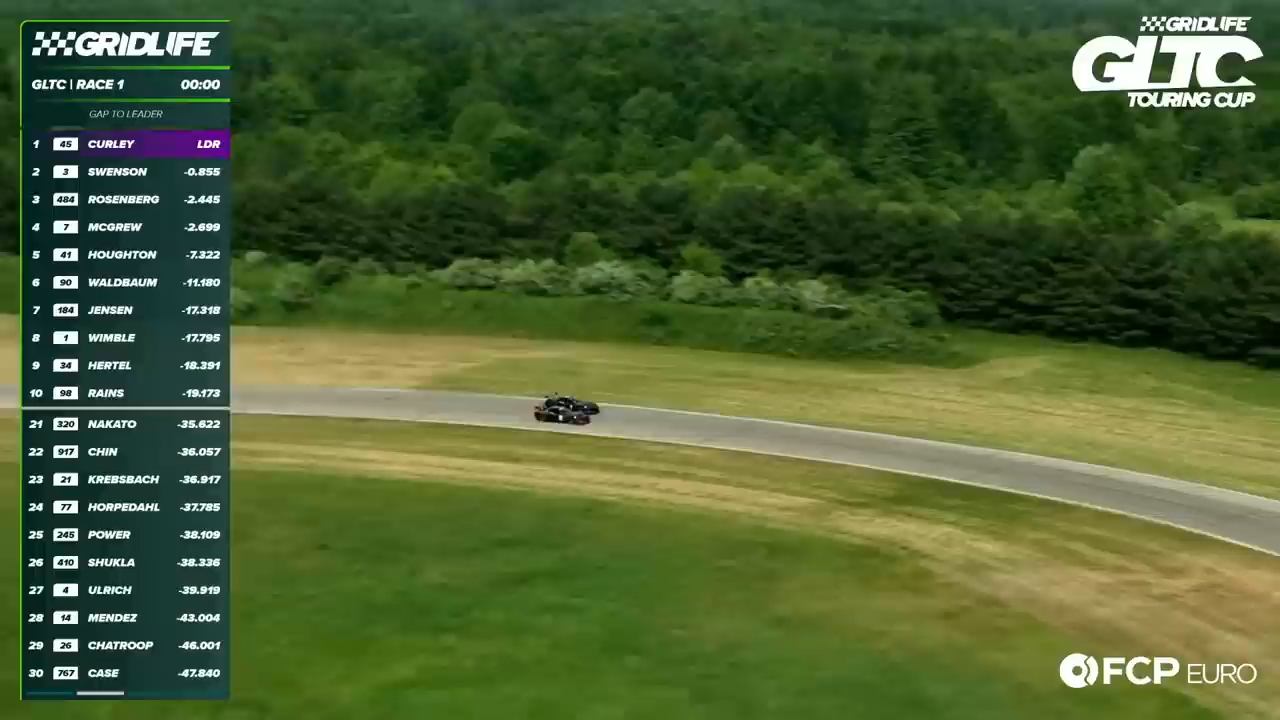 GRIDLIFE
GLTC | RACE 1 00:00
GAP TO LEADER
1 45 CURLEY LDR
2 3 SWENSON -0.855
3 484 ROSENBERG -2.445
4 7 MCGREW -2.699
5 41 HOUGHTON -7.322
6 90 WALDBAUM -11.180
7 184 JENSEN -17.318
8 1 WIMBLE -17.795
9 34 HERTEL -18.391
10 98 RAINS -19.173
21 320 NAKATO -35.622
22 917 CHIN -36.057
23 21 KREBSBACH -36.917
24 77 HORPEDAHL -37.785
25 245 POWER -38.109
26 410 SHUKLA -38.336
27 4 ULRICH -39.919
28 14 MENDEZ -43.004
29 26 CHATROOP -46.001
30 767 CASE -47.840
GRIDLIFE
GLTC
TOURING CUP
FCP EURO